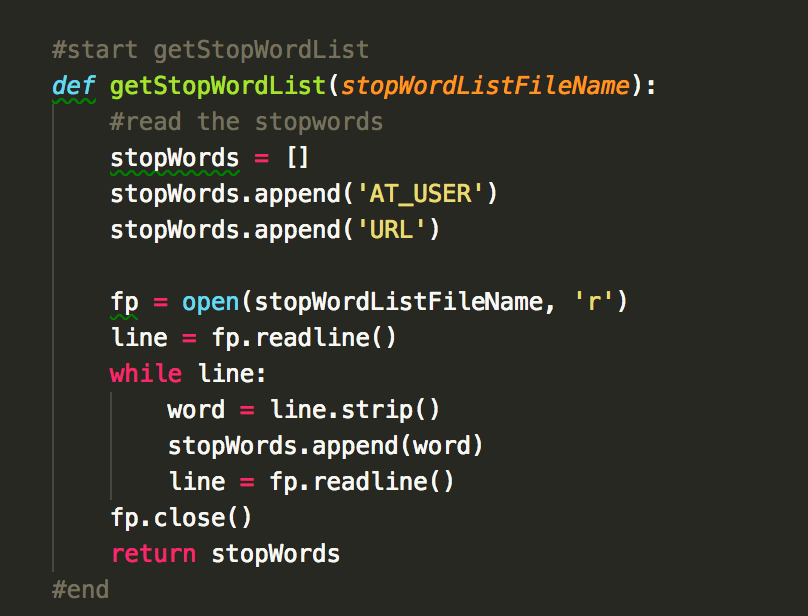 #start getStopWordList
def getStopWordList(stopWordListFileName):
    #read the stopwords
    stopWords = []
    stopWords.append('AT_USER')
    stopWords.append('URL')

    fp = open(stopWordListFileName, 'r')
    line = fp.readline()
    while line:
        word = line.strip()
        stopWords.append(word)
        line = fp.readline()
    fp.close()
    return stopWords
#end